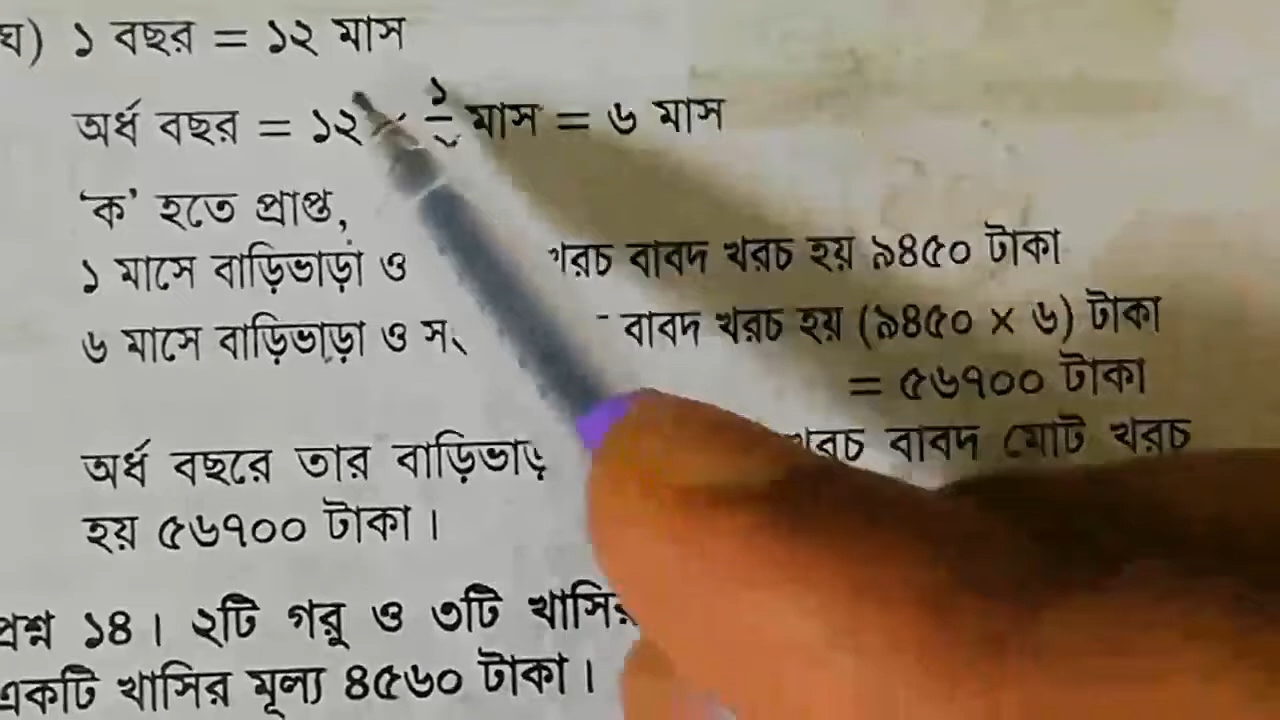 ঘ) ১ বছর = ১২ মাস
অর্ধ বছর = ১২ × ১/২ মাস = ৬ মাস
'ক' হতে প্রাপ্ত,
১ মাসে বাড়িভাড়া ও খরচ বাবদ খরচ হয় ৯৪৫০ টাকা
৬ মাসে বাড়িভাড়া ও বাবদ খরচ হয় (৯৪৫০ × ৬) টাকা
= ৫৬৭০০ টাকা
অর্ধ বছরে তার খরচ বাবদ মোট খরচ
হয় ৫৬৭০০ টাকা।
প্রশ্ন ১৪। ২টি গরু ও ৩টি খাসির
একটি খাসির মূল্য ৪৫৬০ টাকা।